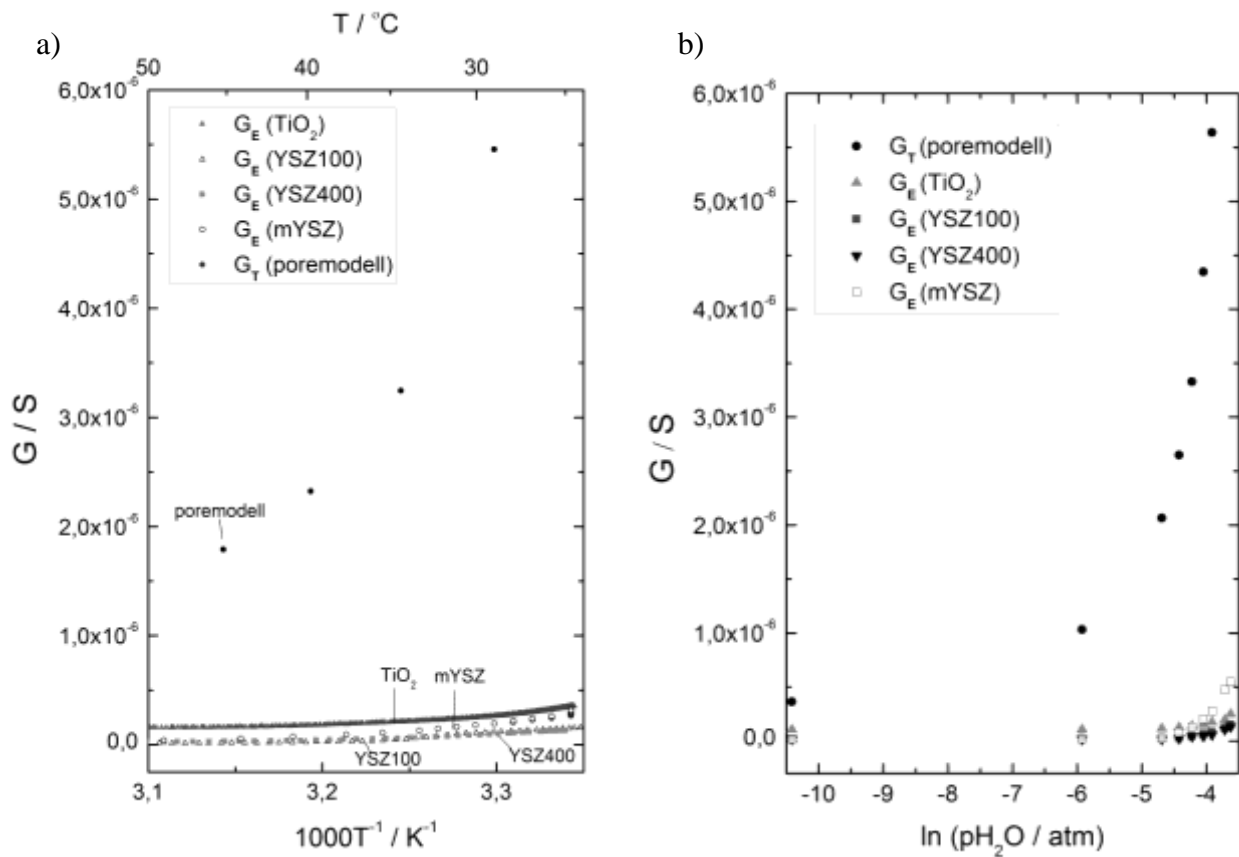 a)
T / °C
50 40 30
6,0x10⁻⁶
5,0x10⁻⁶
4,0x10⁻⁶
3,0x10⁻⁶
2,0x10⁻⁶
1,0x10⁻⁶
0,0
G / S
G_E (TiO₂)
G_E (YSZ100)
G_E (YSZ400)
G_E (mYSZ)
G_T (poremodell)
poremodell
TiO₂ mYSZ
YSZ100 YSZ400
3,1 3,2 3,3
1000T⁻¹ / K⁻¹
b)
6,0x10⁻⁶
5,0x10⁻⁶
4,0x10⁻⁶
3,0x10⁻⁶
2,0x10⁻⁶
1,0x10⁻⁶
0,0
G / S
G_T (poremodell)
G_E (TiO₂)
G_E (YSZ100)
G_E (YSZ400)
G_E (mYSZ)
-10 -9 -8 -7 -6 -5 -4
ln (pH₂O / atm)